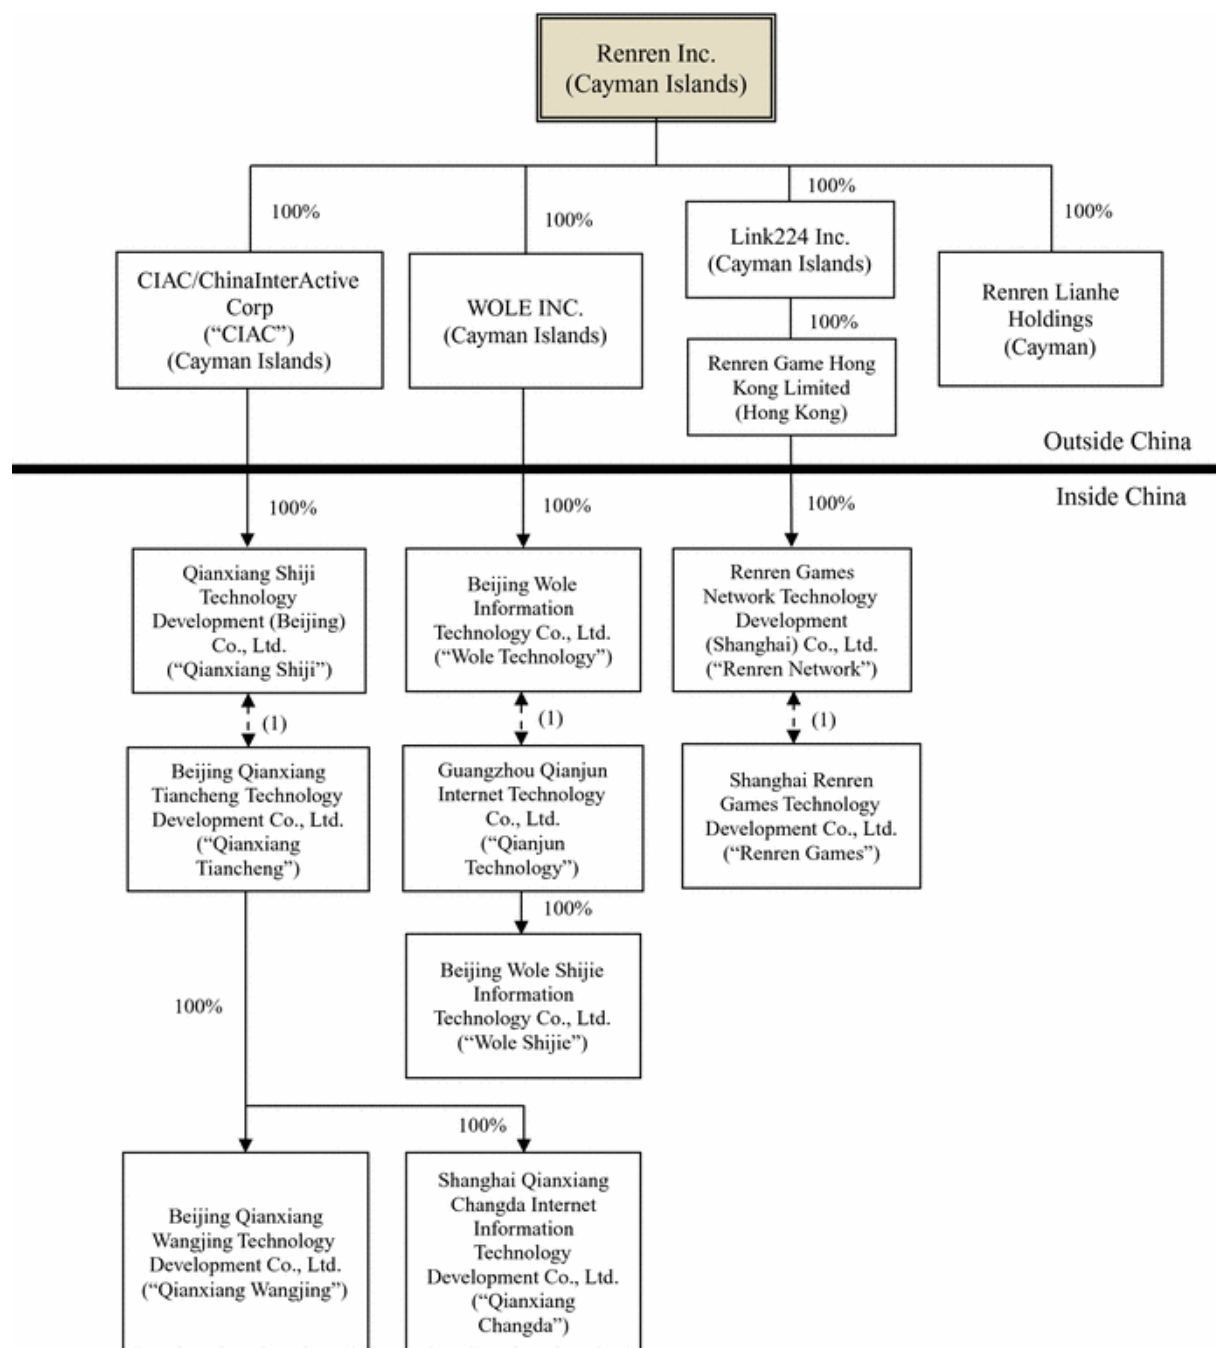 Renren Inc.
(Cayman Islands)
100%
100%
100%
100%
CIAC/ChinaInterActive
Corp
(“CIAC”)
(Cayman Islands)
WOLE INC.
(Cayman Islands)
Link224 Inc.
(Cayman Islands)
100%
Renren Game Hong
Kong Limited
(Hong Kong)
Renren Lianhe
Holdings
(Cayman)
Outside China
Inside China
100%
100%
100%
Qianxiang Shiji
Technology
Development (Beijing)
Co., Ltd.
(“Qianxiang Shiji”)
Beijing Wole
Information
Technology Co., Ltd.
(“Wole Technology”)
Renren Games
Network Technology
Development
(Shanghai) Co., Ltd.
(“Renren Network”)
(1)
(1)
(1)
Beijing Qianxiang
Tiancheng Technology
Development Co., Ltd.
(“Qianxiang
Tiancheng”)
Guangzhou Qianjun
Internet Technology
Co., Ltd.
(“Qianjun
Technology”)
Shanghai Renren
Games Technology
Development Co., Ltd.
(“Renren Games”)
100%
100%
Beijing Wole Shijie
Information
Technology Co., Ltd.
(“Wole Shijie”)
100%
Beijing Qianxiang
Wangjing Technology
Development Co., Ltd.
(“Qianxiang Wangjing”)
Shanghai Qianxiang
Changda Internet
Information
Technology
Development Co., Ltd.
(“Qianxiang
Changda”)